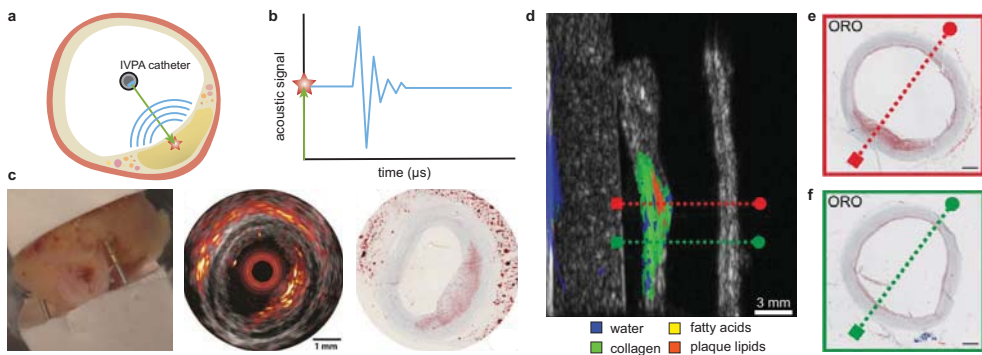 a
IVPA catheter
b
acoustic signal
time (µs)
c
1 mm
d
3 mm
water
fatty acids
collagen
plaque lipids
e
ORO
f
ORO